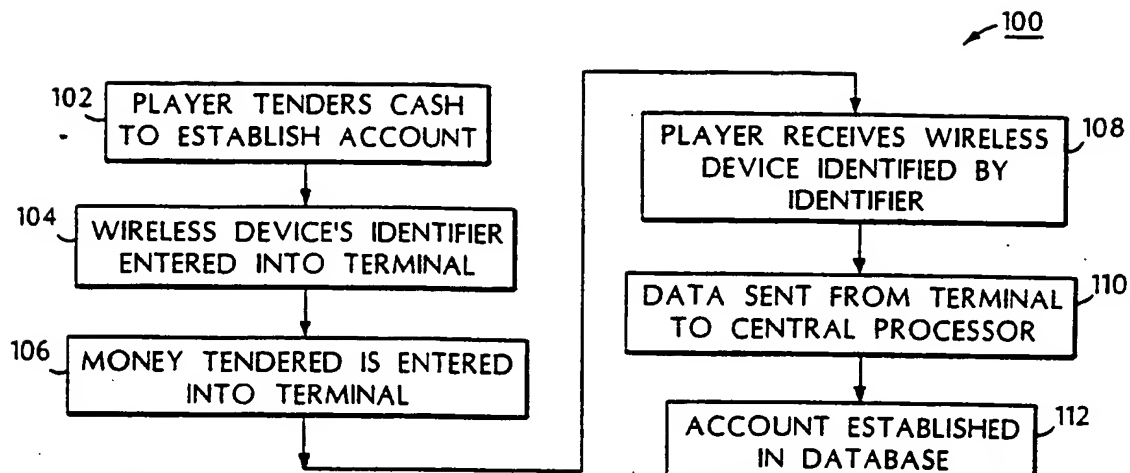 100
102
PLAYER TENDERS CASH
TO ESTABLISH ACCOUNT
104
WIRELESS DEVICE'S IDENTIFIER
ENTERED INTO TERMINAL
106
MONEY TENDERED IS ENTERED
INTO TERMINAL
PLAYER RECEIVES WIRELESS
DEVICE IDENTIFIED BY
IDENTIFIER
108
DATA SENT FROM TERMINAL
TO CENTRAL PROCESSOR
110
ACCOUNT ESTABLISHED
IN DATABASE
112